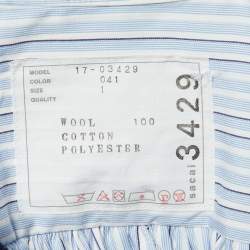 MODEL 17-03429
COLOR 041
SIZE 1
QUALITY
WOOL 100
COTTON
POLYESTER
sacai 3429